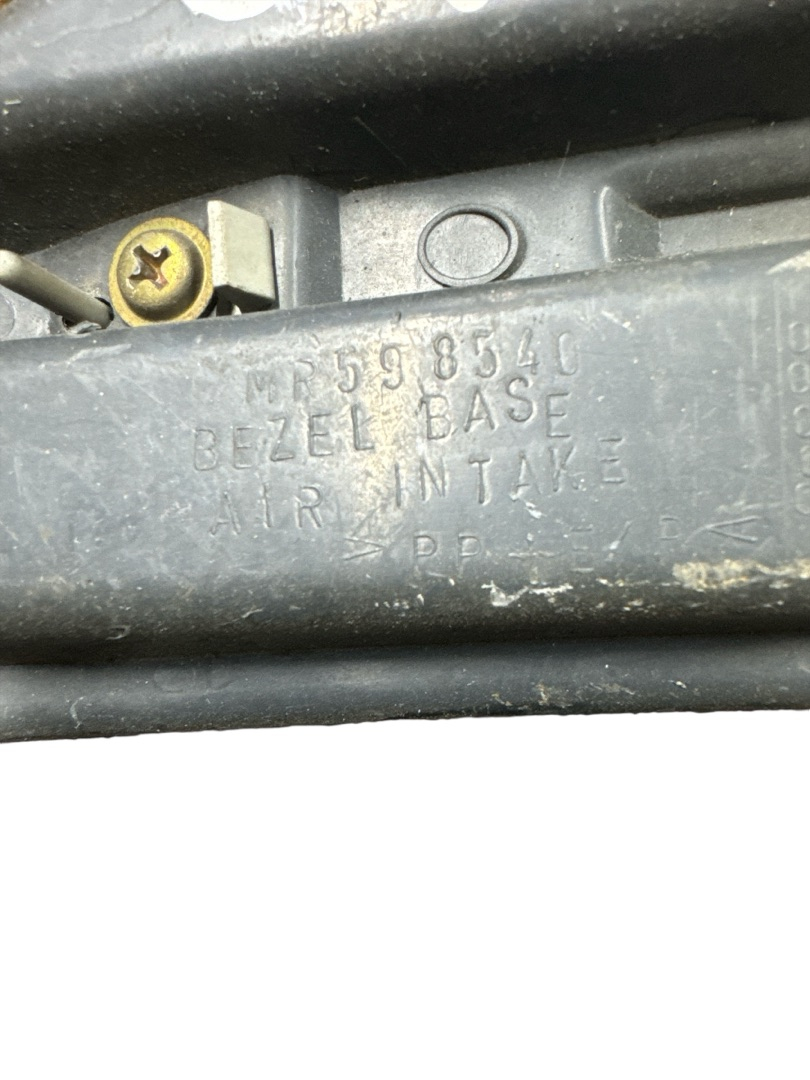 MR598540
BEZEL BASE
AIR INTAKE
>PP+E/P<